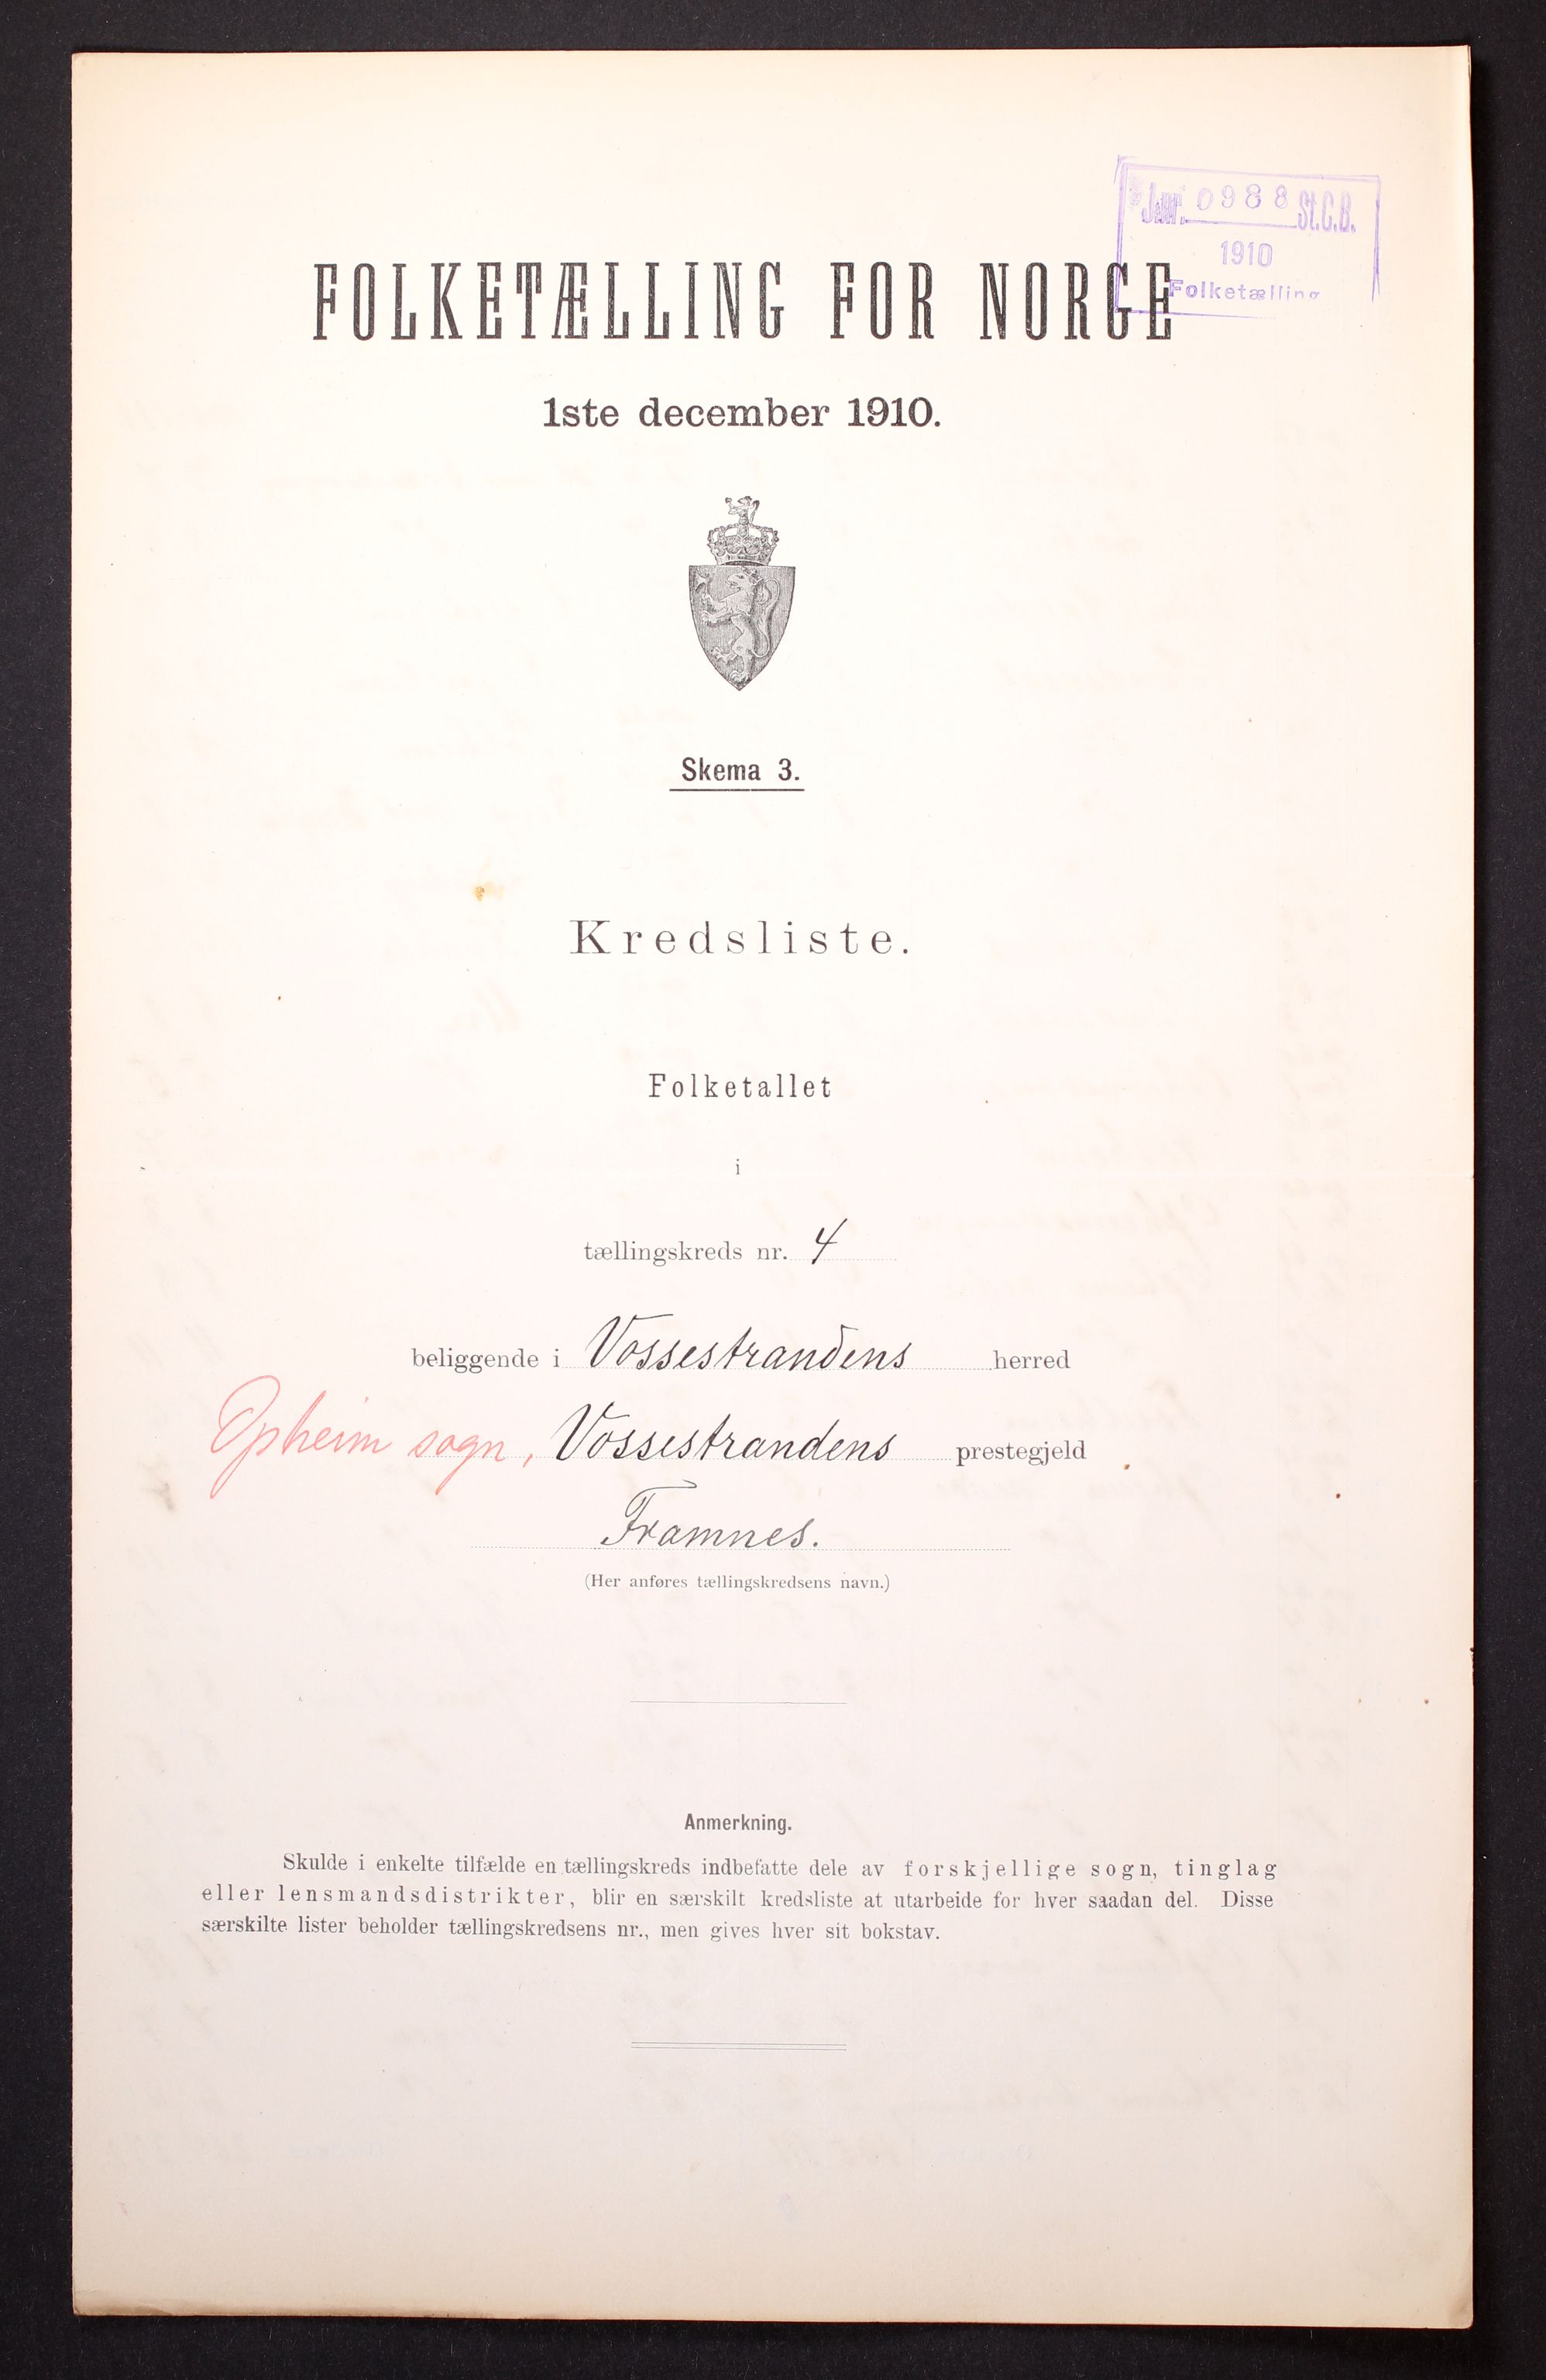 J.nr. 0988 St.C.B.
1910
Folketælling
FOLKETÆLLING FOR NORGE
1ste december 1910.
Skema 3.
Kredsliste.
Folketallet
i
tællingskreds nr. 4
beliggende i Vossestrandens herred
Opheim sogn, Vossestrandens prestegjeld
Framnes.
(Her anføres tællingskredsens navn.)
Anmerkning.
Skulde i enkelte tilfælde en tællingskreds indbefatte dele av forskjellige sogn, tinglag
eller lensmandsdistrikter, blir en særskilt kredsliste at utarbeide for hver saadan del. Disse
særskilte lister beholder tællingskredsens nr., men gives hver sit bokstav.